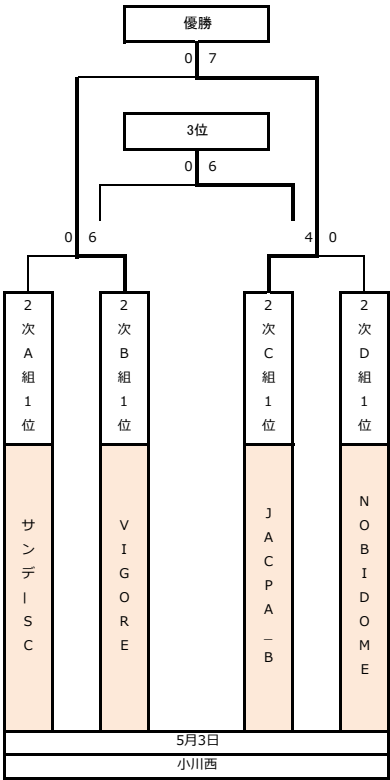 優勝
0 7
3位
0 6
0 6
4 0
2次A組1位
2次B組1位
2次C組1位
2次D組1位
サンデーSC
VIGORE
JACPA_B
NOBIDOME
5月3日
小川西